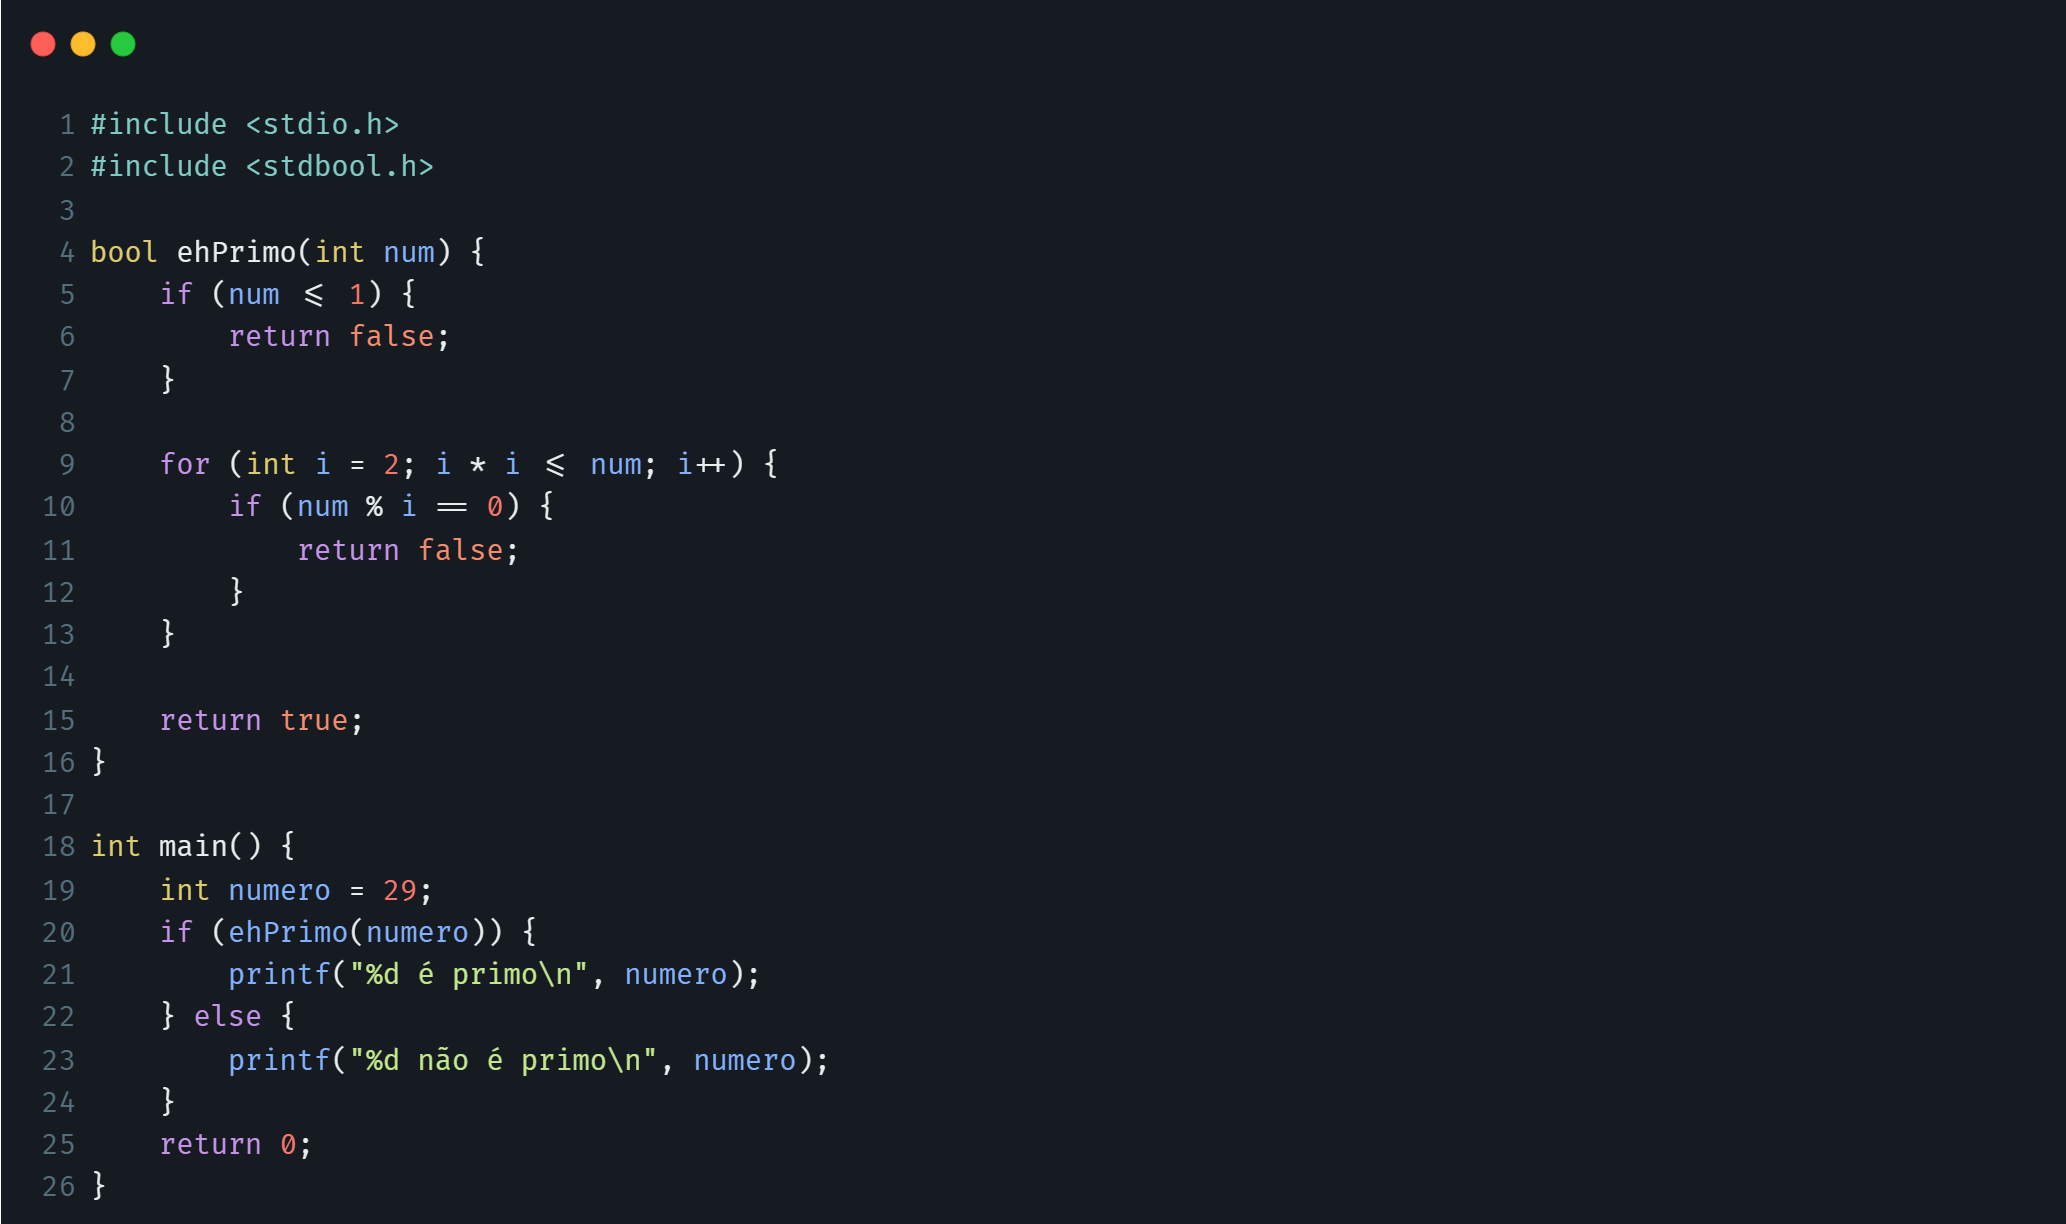 1 #include <stdio.h>
2 #include <stdbool.h>
3
4 bool ehPrimo(int num) {
5     if (num <= 1) {
6         return false;
7     }
8
9     for (int i = 2; i * i <= num; i++) {
10         if (num % i == 0) {
11             return false;
12         }
13     }
14
15     return true;
16 }
17
18 int main() {
19     int numero = 29;
20     if (ehPrimo(numero)) {
21         printf("%d é primo\n", numero);
22     } else {
23         printf("%d não é primo\n", numero);
24     }
25     return 0;
26 }